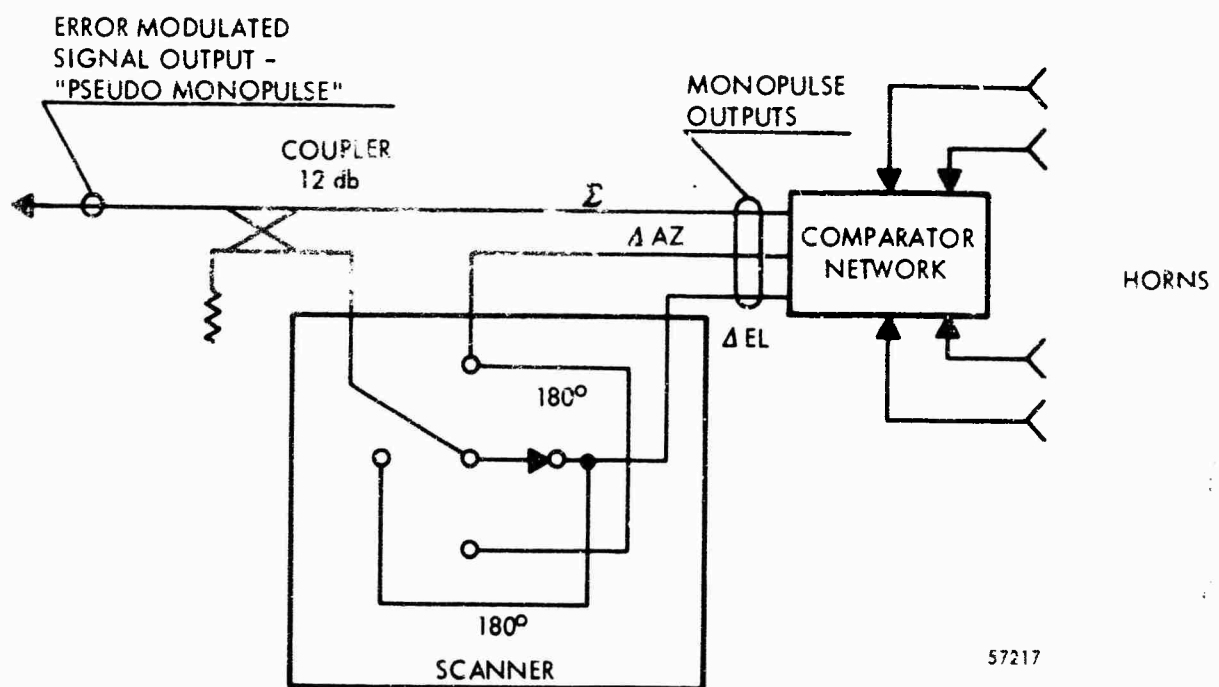 ERROR MODULATED
SIGNAL OUTPUT -
"PSEUDO MONOPULSE"
COUPLER
12 db
MONOPULSE
OUTPUTS
Σ
Δ AZ
Δ EL
COMPARATOR
NETWORK
HORNS
180°
180°
SCANNER
57217